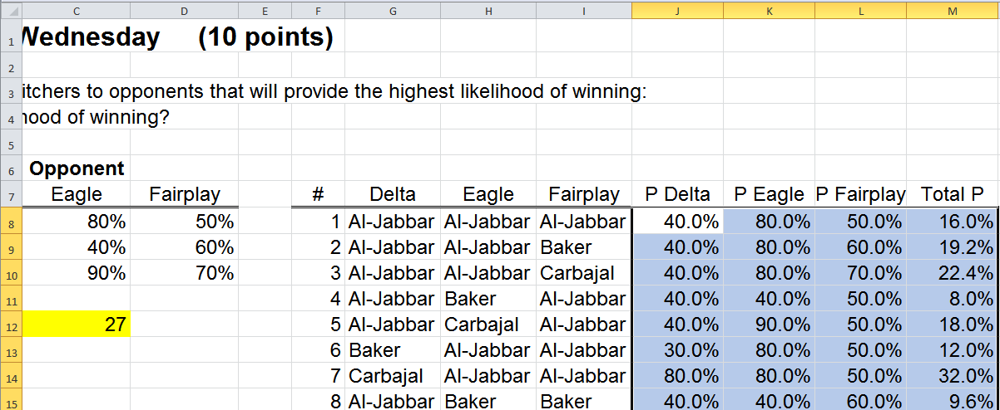 C D E F G H I J K L M
1 Wednesday (10 points)
2
3 itchers to opponents that will provide the highest likelihood of winning:
4 hood of winning?
5
6 Opponent
7 Eagle Fairplay # Delta Eagle Fairplay P Delta P Eagle P Fairplay Total P
8 80% 50% 1 Al-Jabbar Al-Jabbar Al-Jabbar 40.0% 80.0% 50.0% 16.0%
9 40% 60% 2 Al-Jabbar Al-Jabbar Baker 40.0% 80.0% 60.0% 19.2%
10 90% 70% 3 Al-Jabbar Al-Jabbar Carbajal 40.0% 80.0% 70.0% 22.4%
11 4 Al-Jabbar Baker Al-Jabbar 40.0% 40.0% 50.0% 8.0%
12 27 5 Al-Jabbar Carbajal Al-Jabbar 40.0% 90.0% 50.0% 18.0%
13 6 Baker Al-Jabbar Al-Jabbar 30.0% 80.0% 50.0% 12.0%
14 7 Carbajal Al-Jabbar Al-Jabbar 80.0% 80.0% 50.0% 32.0%
15 8 Al-Jabbar Baker Baker 40.0% 40.0% 60.0% 9.6%